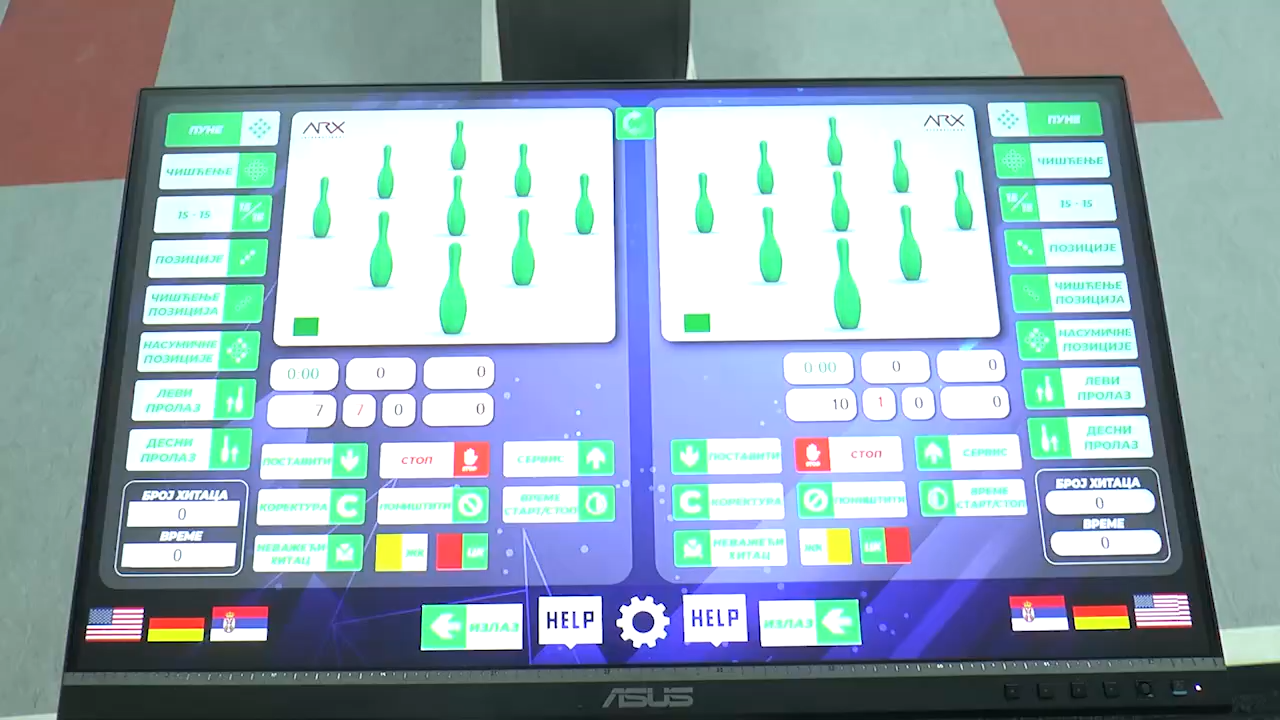 ПУНЕ
ЧИШЋЕЊЕ
15 - 15
ПОЗИЦИЈЕ
ЧИШЋЕЊЕ
ПОЗИЦИЈА
НАСУМИЧНЕ
ПОЗИЦИЈЕ
ЛЕВИ
ПРОЛАЗ
ДЕСНИ
ПРОЛАЗ
БРОЈ ХИТАЦА
0
ВРЕМЕ
0
ARX
0:00 0 0
7 / 0 0
ПОСТАВИТИ
СТОП
STOP
СЕРВИС
КОРЕКТУРА
ПОНИШТИТИ
ВРЕМЕ
СТАРТ/СТОП
НЕВАЖЕЋИ
ХИТАЦ
ЖК
ЦК
ИЗЛАЗ
HELP
ARX
INTERNATIONAL
0:00 0 0
10 1 0 0
ПОСТАВИТИ
STOP
СТОП
СЕРВИС
КОРЕКТУРА
ПОНИШТИТИ
ВРЕМЕ
СТАРТ/СТОП
НЕВАЖЕЋИ
ХИТАЦ
ЖК
ЦК
HELP
ИЗЛАЗ
ПУНЕ
ЧИШЋЕЊЕ
15 - 15
ПОЗИЦИЈЕ
ЧИШЋЕЊЕ
ПОЗИЦИЈА
НАСУМИЧНЕ
ПОЗИЦИЈЕ
ЛЕВИ
ПРОЛАЗ
ДЕСНИ
ПРОЛАЗ
БРОЈ ХИТАЦА
0
ВРЕМЕ
0
ASUS